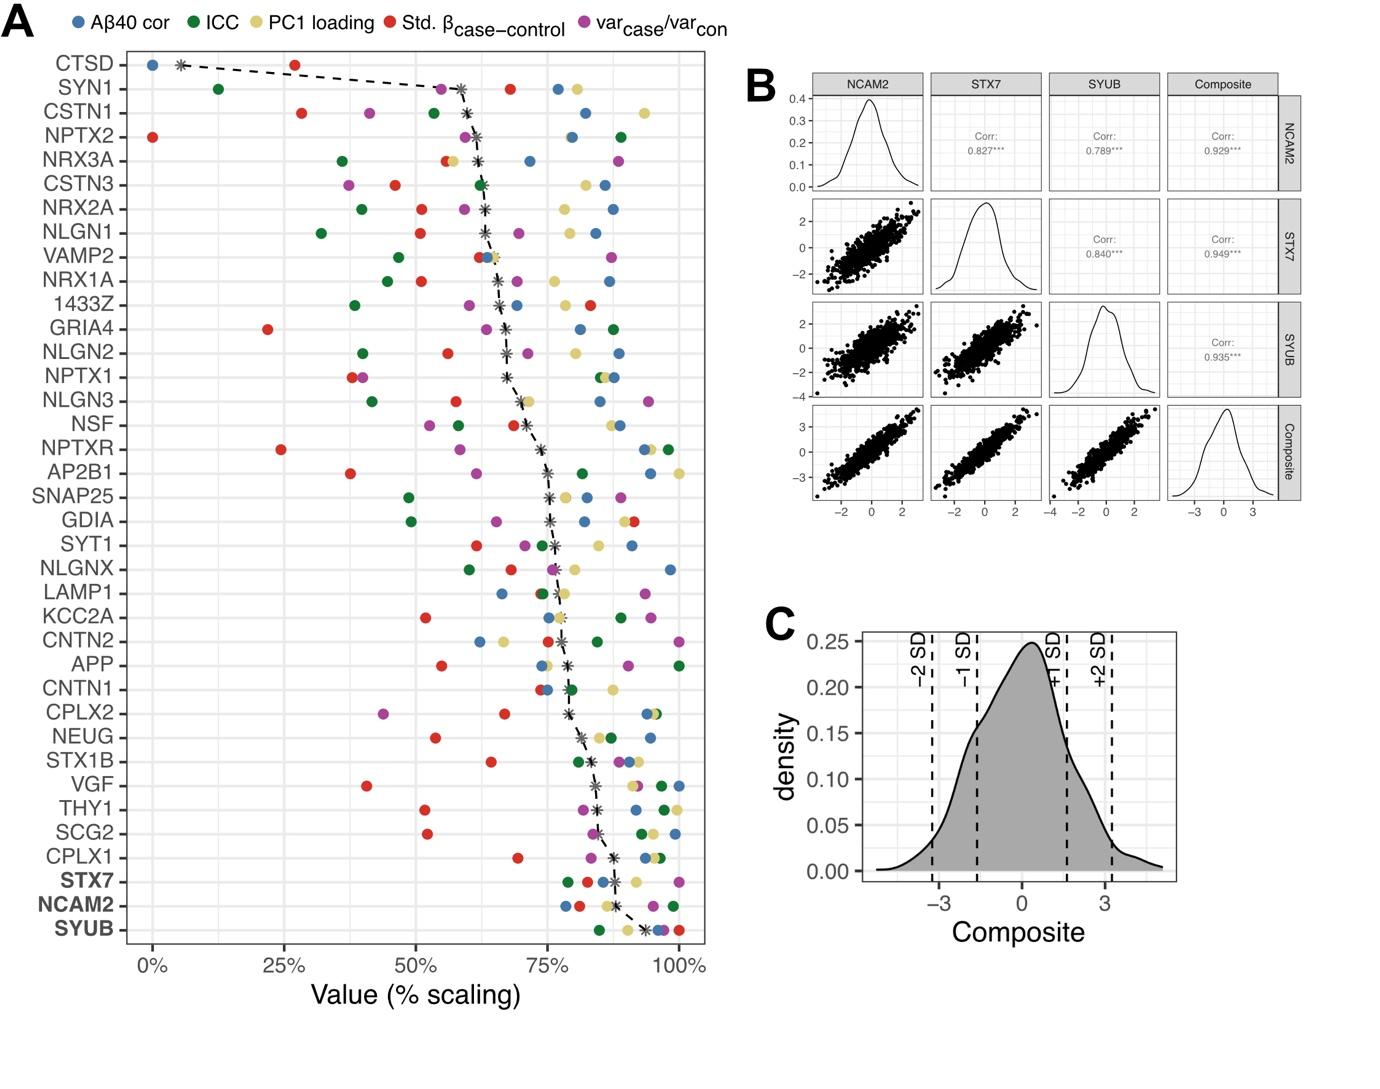 A
Aβ40 cor ICC PC1 loading Std. βcase−control varcase/varcon
CTSD
SYN1
CSTN1
NPTX2
NRX3A
CSTN3
NRX2A
NLGN1
VAMP2
NRX1A
1433Z
GRIA4
NLGN2
NPTX1
NLGN3
NSF
NPTXR
AP2B1
SNAP25
GDIA
SYT1
NLGNX
LAMP1
KCC2A
CNTN2
APP
CNTN1
CPLX2
NEUG
STX1B
VGF
THY1
SCG2
CPLX1
STX7
NCAM2
SYUB
0% 25% 50% 75% 100%
Value (% scaling)
B
NCAM2 STX7 SYUB Composite
0.4
0.3
0.2
0.1
0.0
Corr:
0.827***
Corr:
0.789***
Corr:
0.929***
NCAM2
2
0
−2
Corr:
0.840***
Corr:
0.949***
STX7
2
0
−2
−4
Corr:
0.935***
SYUB
3
0
−3
Composite
−2 0 2 −2 0 2 −4 −2 0 2 −3 0 3
C
0.25
0.20
0.15
0.10
0.05
0.00
density
−2 SD
−1 SD
+1 SD
+2 SD
−3 0 3
Composite